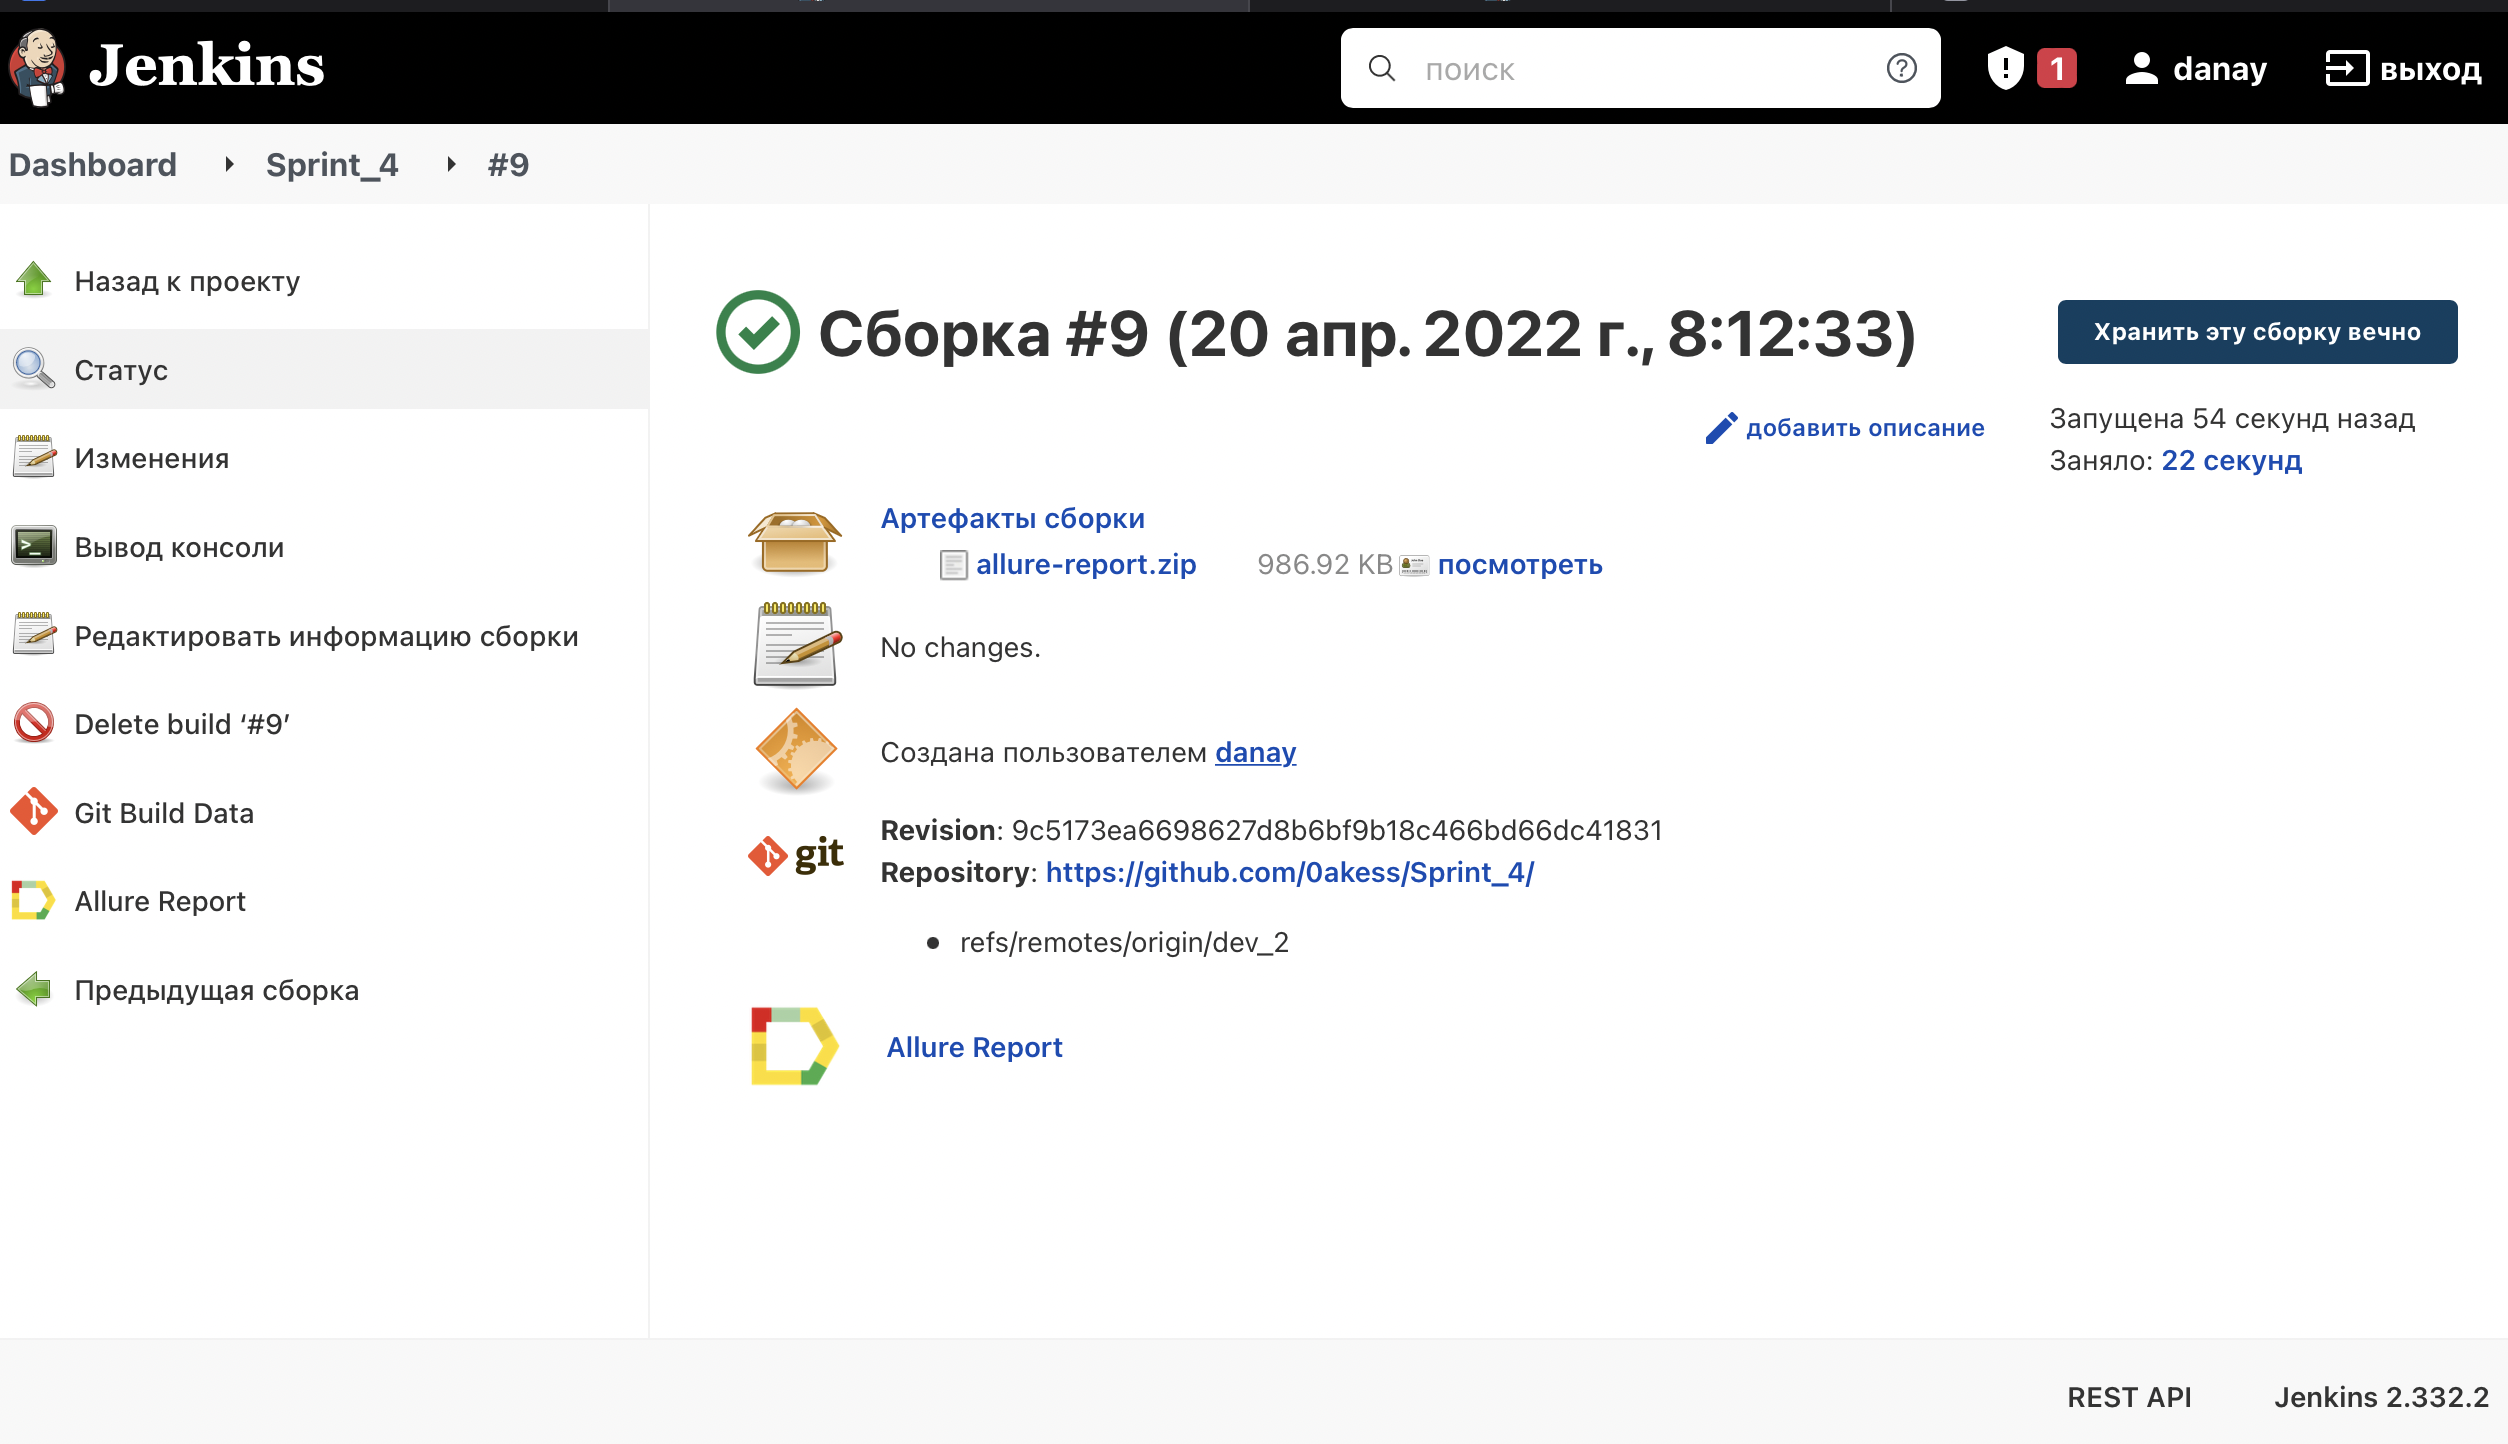 Jenkins
поиск
1
danay
выход
Dashboard
Sprint_4
#9
Назад к проекту
Статус
Изменения
Вывод консоли
Редактировать информацию сборки
Delete build ‘#9’
Git Build Data
Allure Report
Предыдущая сборка
Сборка #9 (20 апр. 2022 г., 8:12:33)
Хранить эту сборку вечно
добавить описание
Запущена 54 секунд назад
Заняло: 22 секунд
Артефакты сборки
allure-report.zip 986.92 KB посмотреть
No changes.
Создана пользователем danay
git
Revision: 9c5173ea6698627d8b6bf9b18c466bd66dc41831
Repository: https://github.com/0akess/Sprint_4/
refs/remotes/origin/dev_2
Allure Report
REST API
Jenkins 2.332.2